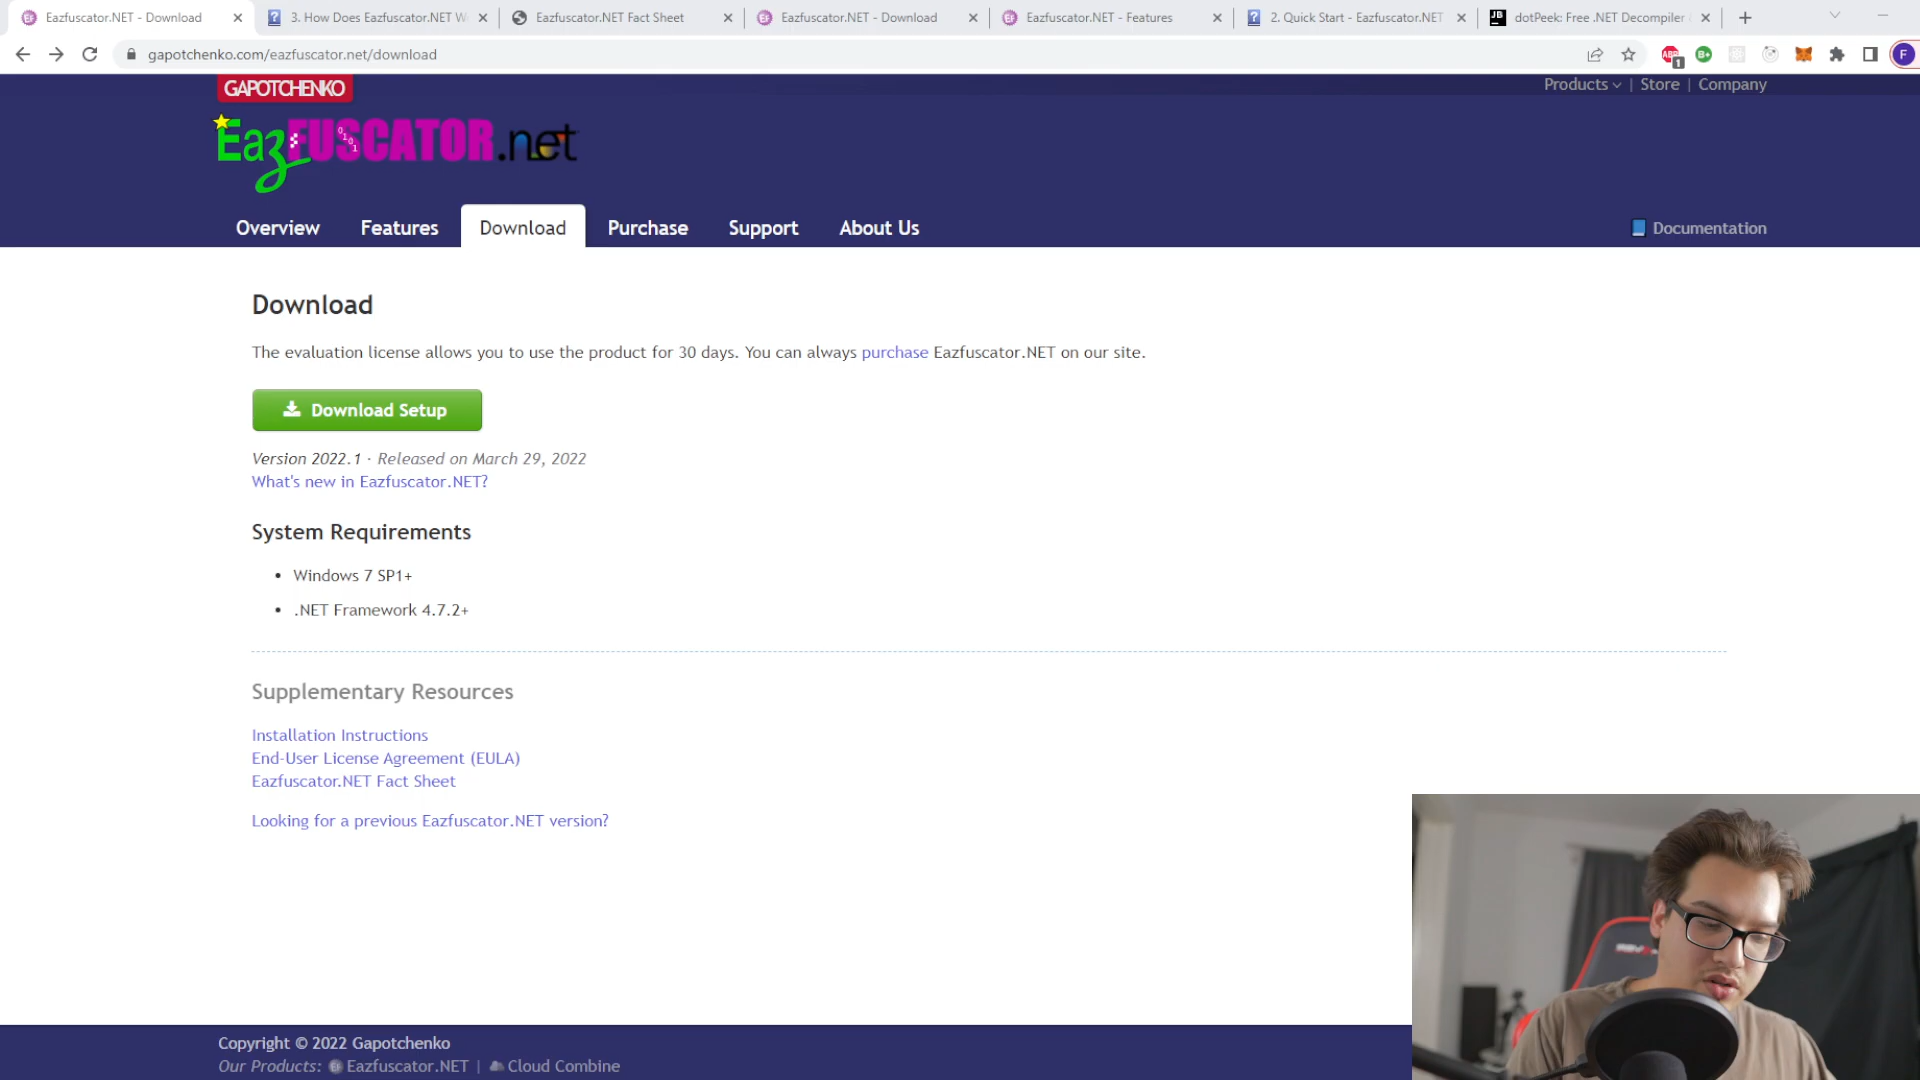 Eazfuscator.NET - Download
3. How Does Eazfuscator.NET W
Eazfuscator.NET Fact Sheet
Eazfuscator.NET - Download
Eazfuscator.NET - Features
2. Quick Start - Eazfuscator.NET
dotPeek: Free .NET Decompiler
gapotchenko.com/eazfuscator.net/download
ABP
1
B+
F
GAPOTCHENKO
Products | Store | Company
EazFUSCATOR.net
Overview
Features
Download
Purchase
Support
About Us
Documentation
Download
The evaluation license allows you to use the product for 30 days. You can always purchase Eazfuscator.NET on our site.
Download Setup
Version 2022.1 · Released on March 29, 2022
What's new in Eazfuscator.NET?
System Requirements
• Windows 7 SP1+
• .NET Framework 4.7.2+
Supplementary Resources
Installation Instructions
End-User License Agreement (EULA)
Eazfuscator.NET Fact Sheet
Looking for a previous Eazfuscator.NET version?
Copyright © 2022 Gapotchenko
Our Products: Eazfuscator.NET | Cloud Combine